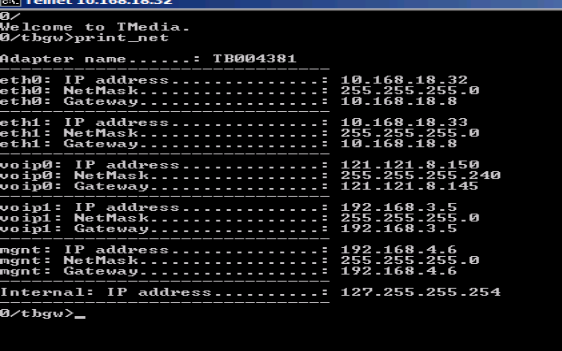 Telnet 10.168.18.32
0/
Welcome to TMedia.
0/tbgw>print_net
Adapter name......: TB004381
-------------------------------
eth0: IP address.............: 10.168.18.32
eth0: NetMask................: 255.255.255.0
eth0: Gateway................: 10.168.18.8
-------------------------------
eth1: IP address.............: 10.168.18.33
eth1: NetMask................: 255.255.255.0
eth1: Gateway................: 10.168.18.8
-------------------------------
voip0: IP address............: 121.121.8.150
voip0: NetMask...............: 255.255.255.240
voip0: Gateway...............: 121.121.8.145
-------------------------------
voip1: IP address............: 192.168.3.5
voip1: NetMask...............: 255.255.255.0
voip1: Gateway...............: 192.168.3.5
-------------------------------
mgnt: IP address.............: 192.168.4.6
mgnt: NetMask................: 255.255.255.0
mgnt: Gateway................: 192.168.4.6
-------------------------------
Internal: IP address.........: 127.255.255.254
-------------------------------
0/tbgw>_